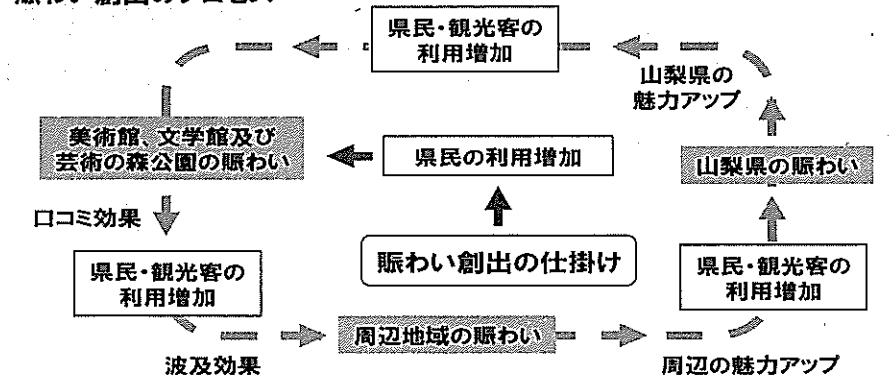 賑わい創出のプロセス
県民・観光客の
利用増加
山梨県の
魅力アップ
美術館、文学館及び
芸術の森公園の賑わい
県民の利用増加
山梨県の賑わい
口コミ効果
賑わい創出の仕掛け
県民・観光客の
利用増加
県民・観光客の
利用増加
周辺地域の賑わい
波及効果
周辺の魅力アップ